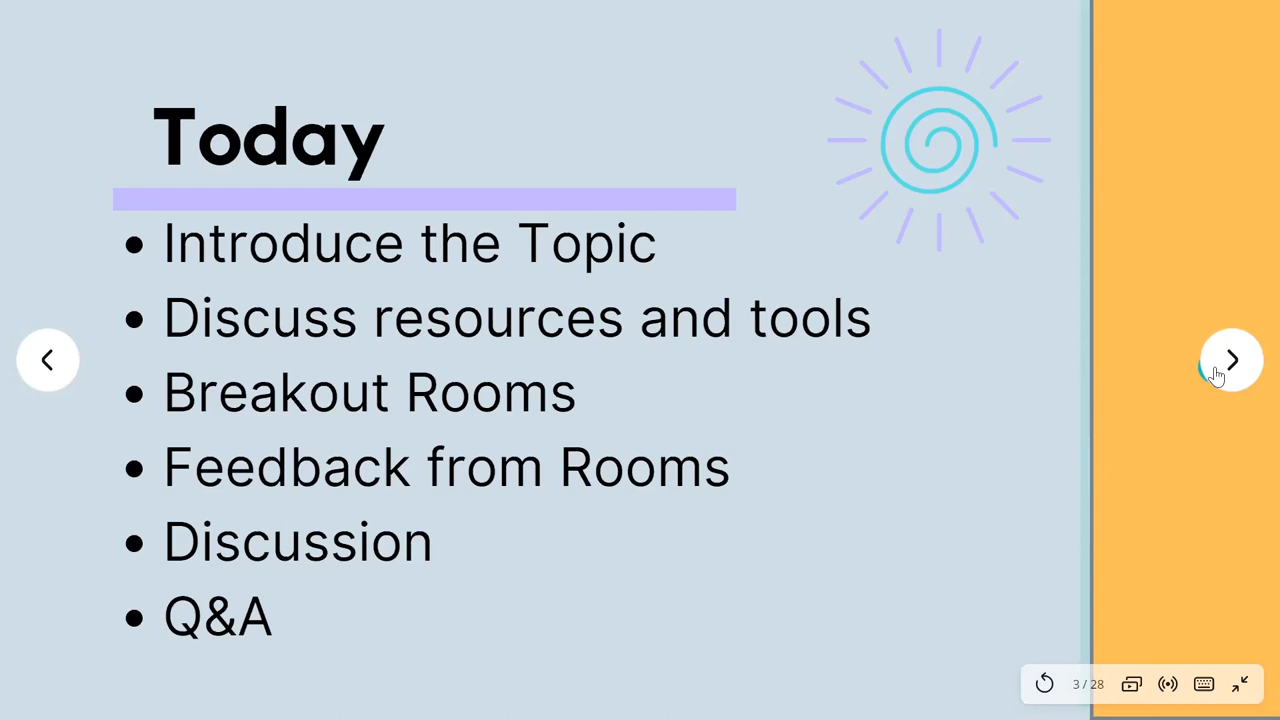 Today
• Introduce the Topic
• Discuss resources and tools
• Breakout Rooms
• Feedback from Rooms
• Discussion
• Q&A
3 / 28